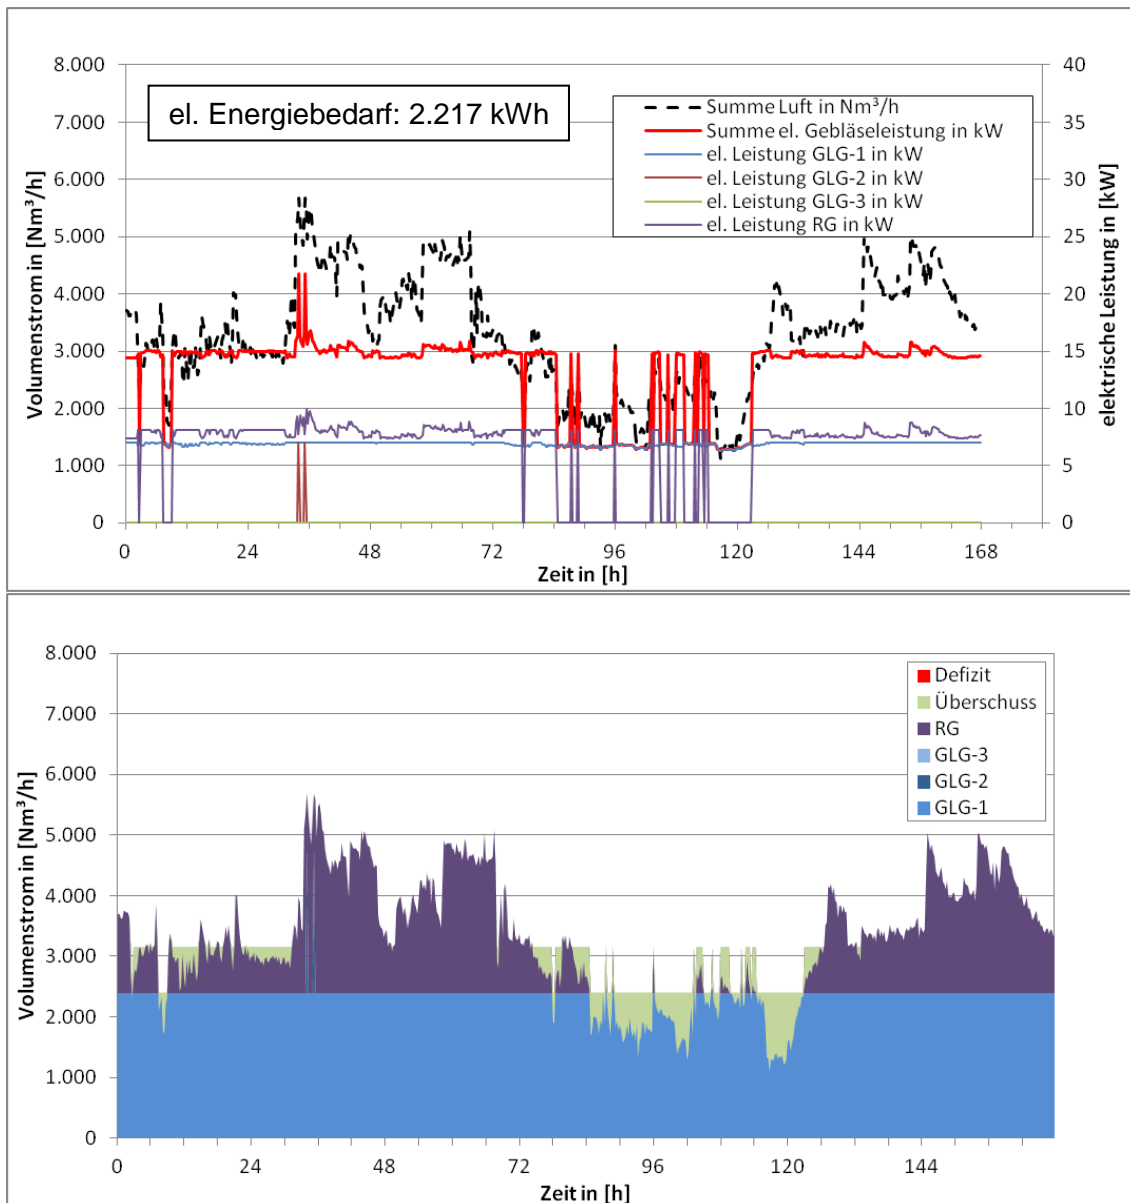 8.000
7.000
6.000
5.000
4.000
3.000
2.000
1.000
0
Volumenstrom in [Nm³/h]
el. Energiebedarf: 2.217 kWh
Summe Luft in Nm³/h
Summe el. Gebläseleistung in kW
el. Leistung GLG-1 in kW
el. Leistung GLG-2 in kW
el. Leistung GLG-3 in kW
el. Leistung RG in kW
40
35
30
25
20
15
10
5
0
elektrische Leistung in [kW]
0 24 48 72 96 120 144 168
Zeit in [h]
8.000
7.000
6.000
5.000
4.000
3.000
2.000
1.000
0
Volumenstrom in [Nm³/h]
Defizit
Überschuss
RG
GLG-3
GLG-2
GLG-1
0 24 48 72 96 120 144
Zeit in [h]